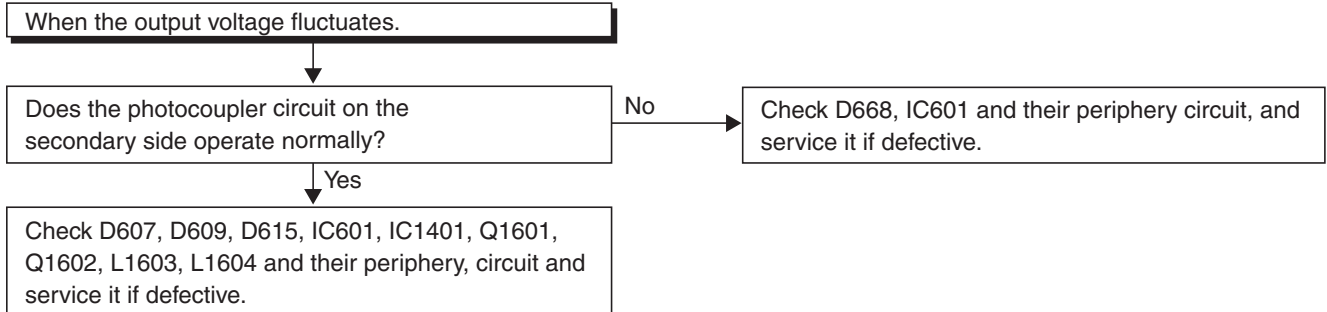 When the output voltage fluctuates.
Does the photocoupler circuit on the
secondary side operate normally?
No
Check D668, IC601 and their periphery circuit, and
service it if defective.
Yes
Check D607, D609, D615, IC601, IC1401, Q1601,
Q1602, L1603, L1604 and their periphery, circuit and
service it if defective.